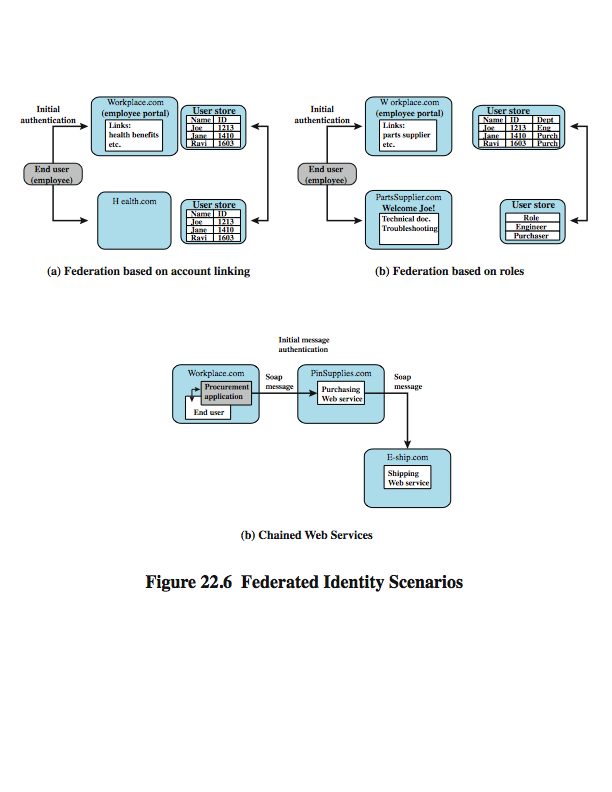 Initial
authentication
Workplace.com
(employee portal)
Links:
health benefits
etc.
User store
Name ID
Joe 1213
Jane 1410
Ravi 1603
End user
(employee)
H ealth.com
User store
Name ID
Joe 1213
Jane 1410
Ravi 1603
(a) Federation based on account linking
Initial
authentication
W orkplace.com
(employee portal)
Links:
parts supplier
etc.
User store
Name ID Dept
Joe 1213 Eng
Jane 1410 Purch
Ravi 1603 Purch
End user
(employee)
PartsSupplier.com
Welcome Joe!
Technical doc.
Troubleshooting
User store
Role
Engineer
Purchaser
(b) Federation based on roles
Initial message
authentication
Workplace.com
Procurement
application
End user
Soap
message
PinSupplies.com
Purchasing
Web service
Soap
message
E-ship.com
Shipping
Web service
(b) Chained Web Services
Figure 22.6 Federated Identity Scenarios